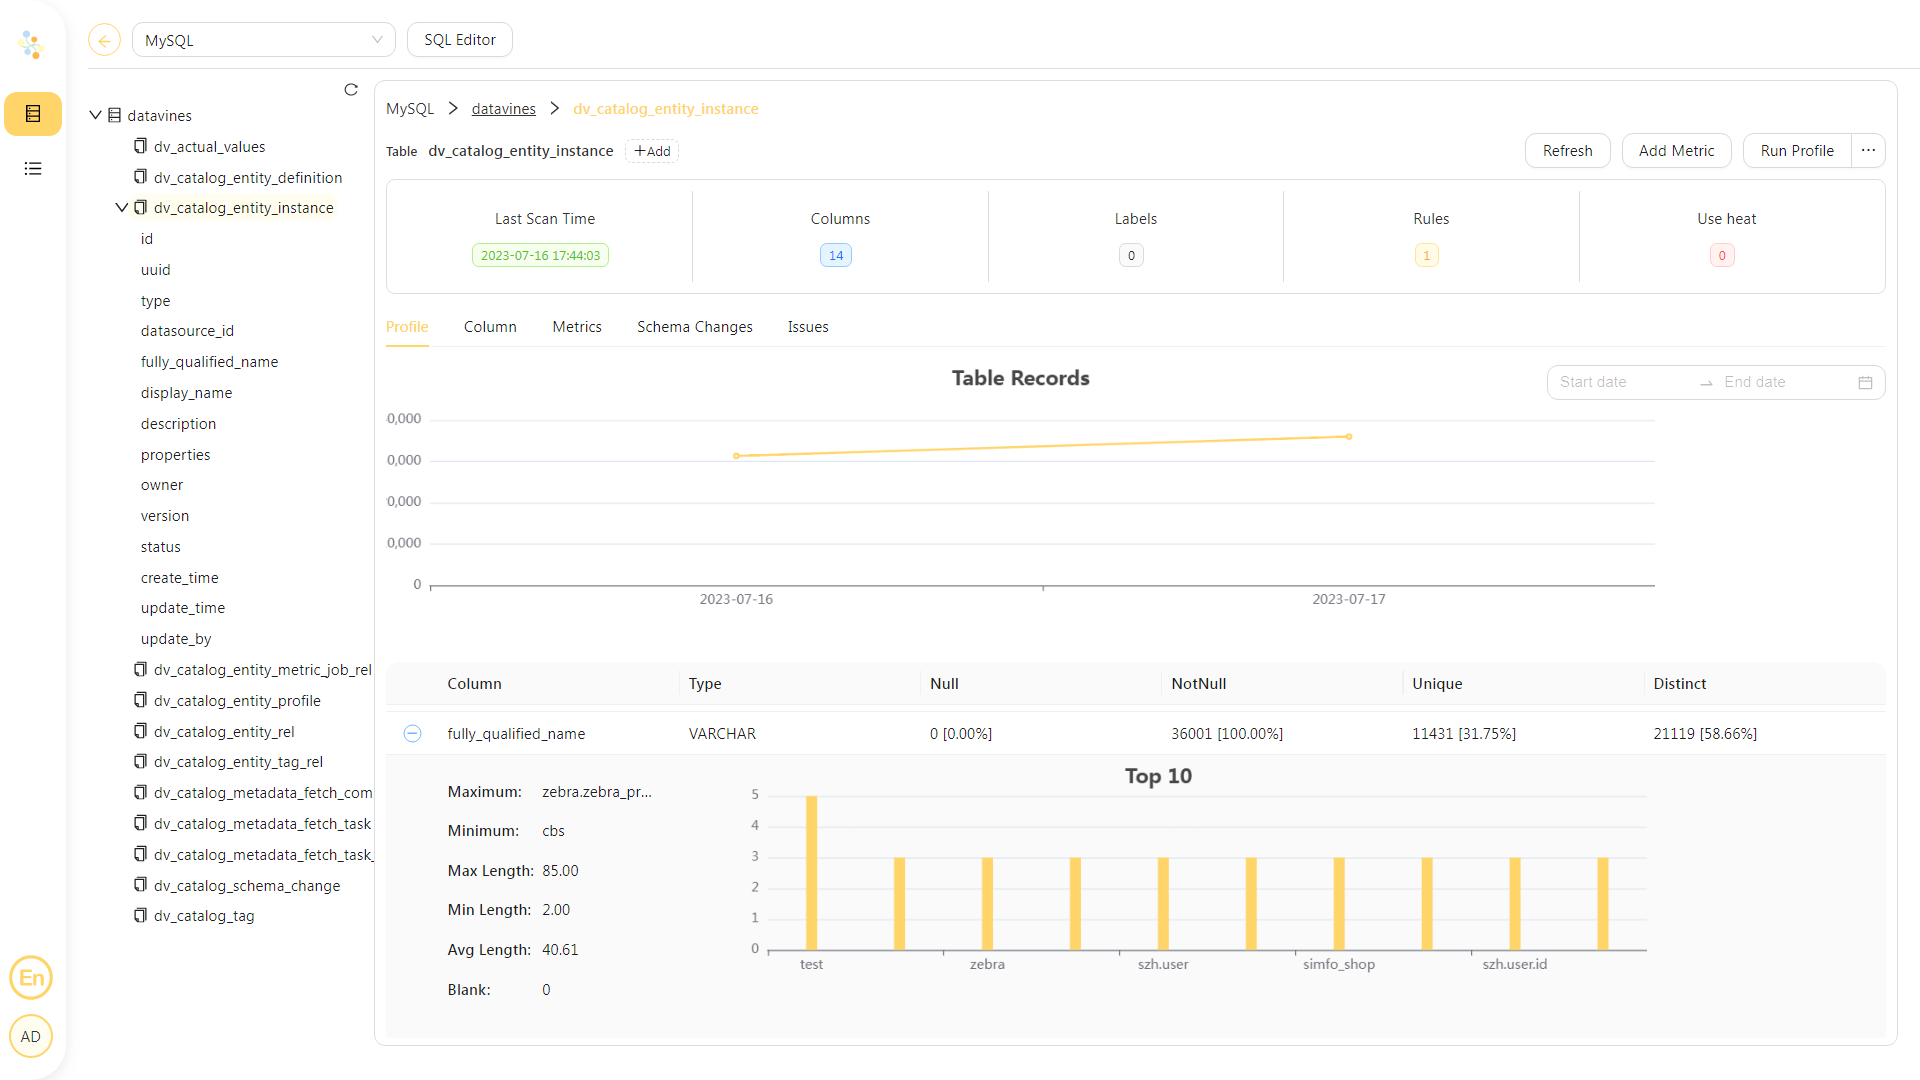 MySQL
SQL Editor
datavines
dv_actual_values
dv_catalog_entity_definition
dv_catalog_entity_instance
id
uuid
type
datasource_id
fully_qualified_name
display_name
description
properties
owner
version
status
create_time
update_time
update_by
dv_catalog_entity_metric_job_rel
dv_catalog_entity_profile
dv_catalog_entity_rel
dv_catalog_entity_tag_rel
dv_catalog_metadata_fetch_com
dv_catalog_metadata_fetch_task
dv_catalog_metadata_fetch_task_
dv_catalog_schema_change
dv_catalog_tag
En
AD
MySQL > datavines > dv_catalog_entity_instance
Table dv_catalog_entity_instance +Add
Refresh Add Metric Run Profile ...
Last Scan Time Columns Labels Rules Use heat
2023-07-16 17:44:03 14 0 1 0
Profile Column Metrics Schema Changes Issues
Table Records
Start date → End date
0,000
0,000
0,000
0,000
0
2023-07-16 2023-07-17
Column Type Null NotNull Unique Distinct
fully_qualified_name VARCHAR 0 [0.00%] 36001 [100.00%] 11431 [31.75%] 21119 [58.66%]
Maximum: zebra.zebra_pr...
Minimum: cbs
Max Length: 85.00
Min Length: 2.00
Avg Length: 40.61
Blank: 0
Top 10
5
4
3
2
1
0
test zebra szh.user simfo_shop szh.user.id